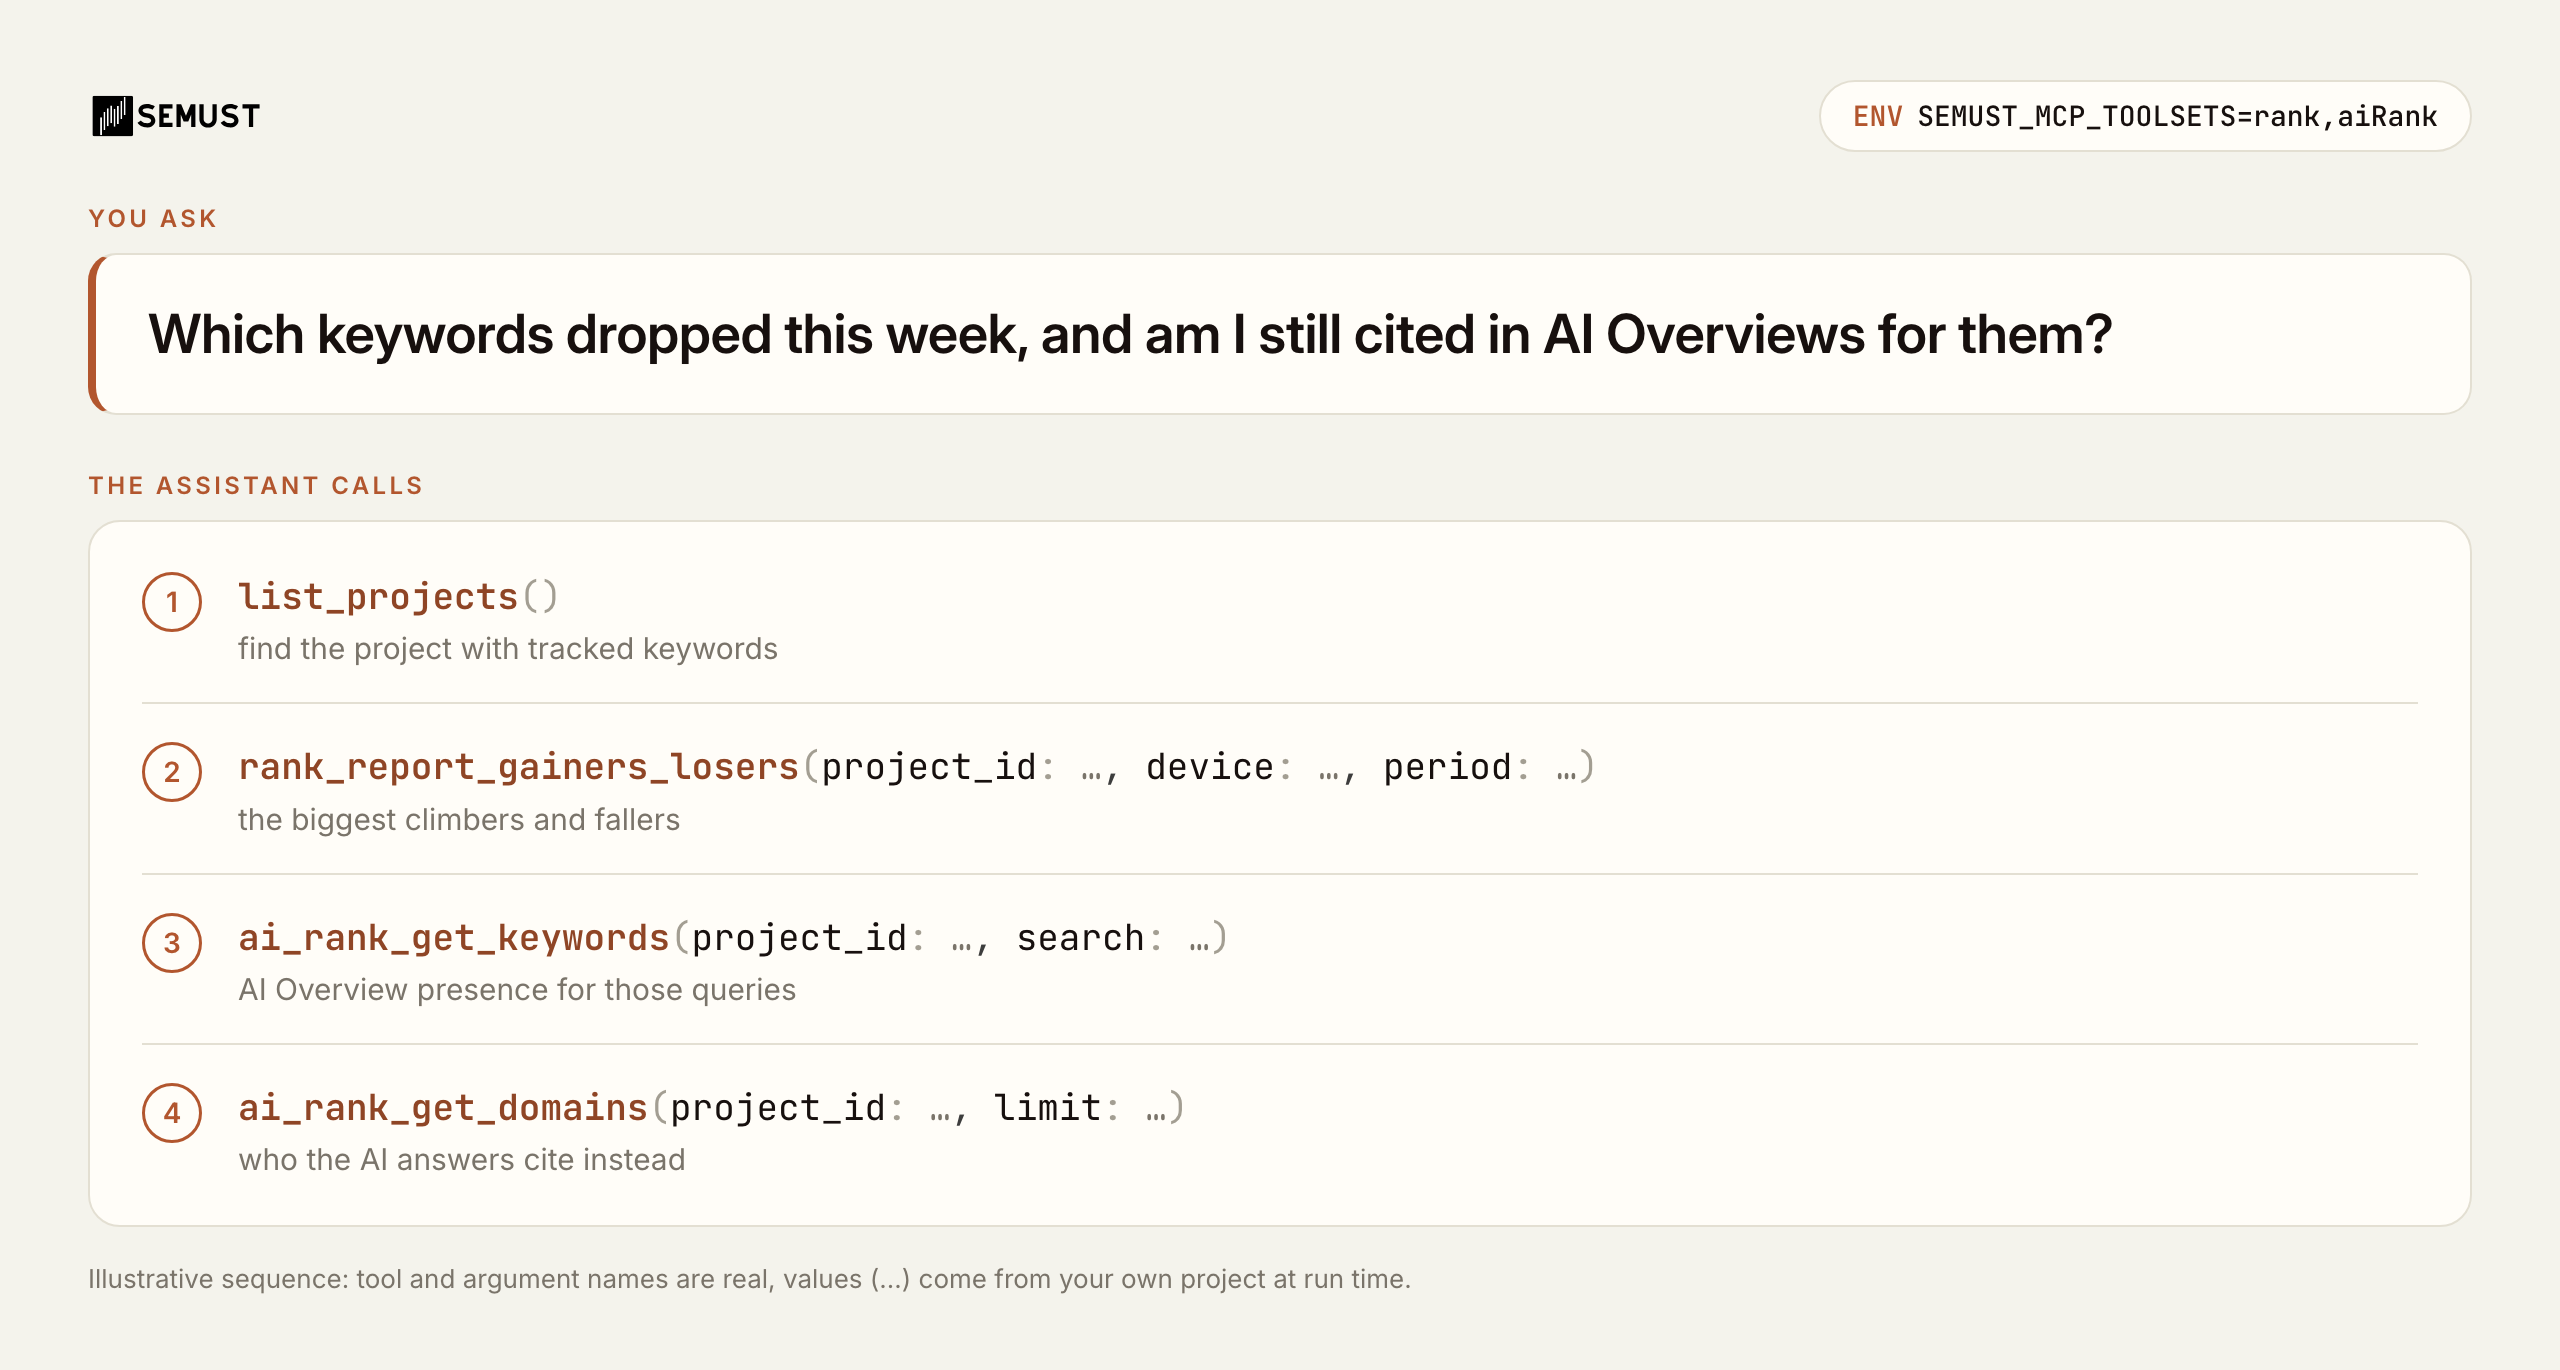 SEMUST
ENV SEMUST_MCP_TOOLSETS=rank,aiRank
YOU ASK
Which keywords dropped this week, and am I still cited in AI Overviews for them?
THE ASSISTANT CALLS
1
list_projects()
find the project with tracked keywords
2
rank_report_gainers_losers(project_id: …, device: …, period: …)
the biggest climbers and fallers
3
ai_rank_get_keywords(project_id: …, search: …)
AI Overview presence for those queries
4
ai_rank_get_domains(project_id: …, limit: …)
who the AI answers cite instead
Illustrative sequence: tool and argument names are real, values (…) come from your own project at run time.